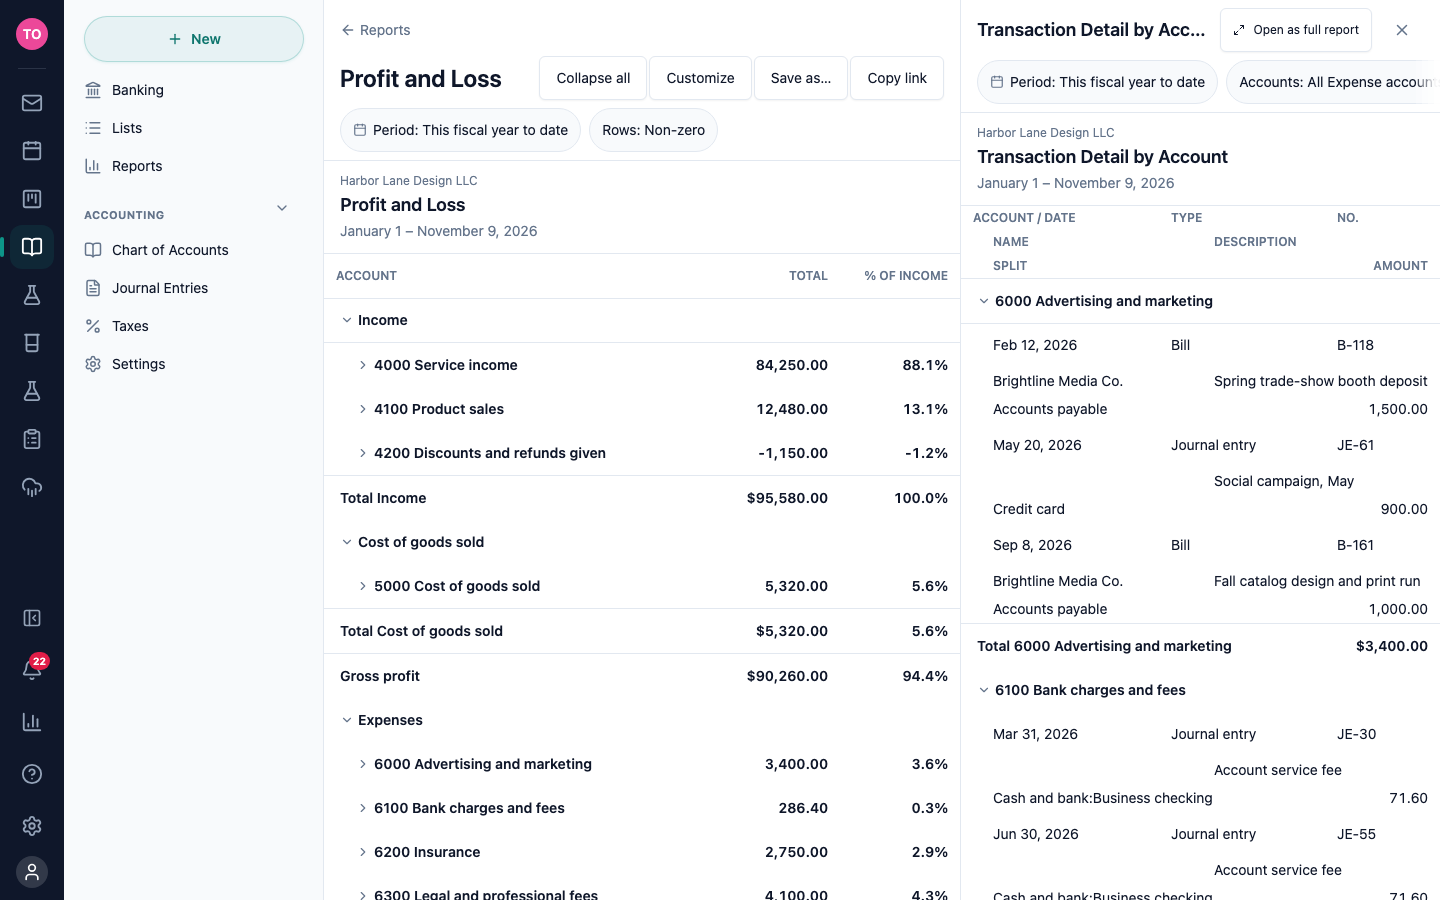 TO
22
New
Banking
Lists
Reports
ACCOUNTING
Chart of Accounts
Journal Entries
Taxes
Settings
Reports
Profit and Loss
Collapse all
Customize
Save as...
Copy link
Period: This fiscal year to date
Rows: Non-zero
Harbor Lane Design LLC
Profit and Loss
January 1 – November 9, 2026
ACCOUNT TOTAL % OF INCOME
Income
4000 Service income 84,250.00 88.1%
4100 Product sales 12,480.00 13.1%
4200 Discounts and refunds given -1,150.00 -1.2%
Total Income $95,580.00 100.0%
Cost of goods sold
5000 Cost of goods sold 5,320.00 5.6%
Total Cost of goods sold $5,320.00 5.6%
Gross profit $90,260.00 94.4%
Expenses
6000 Advertising and marketing 3,400.00 3.6%
6100 Bank charges and fees 286.40 0.3%
6200 Insurance 2,750.00 2.9%
6300 Legal and professional fees 4,100.00 4.3%
Transaction Detail by Acc...
Open as full report
Period: This fiscal year to date
Accounts: All Expense account
Harbor Lane Design LLC
Transaction Detail by Account
January 1 – November 9, 2026
ACCOUNT / DATE TYPE NO.
NAME DESCRIPTION
SPLIT AMOUNT
6000 Advertising and marketing
Feb 12, 2026 Bill B-118
Brightline Media Co. Spring trade-show booth deposit
Accounts payable 1,500.00
May 20, 2026 Journal entry JE-61
Social campaign, May
Credit card 900.00
Sep 8, 2026 Bill B-161
Brightline Media Co. Fall catalog design and print run
Accounts payable 1,000.00
Total 6000 Advertising and marketing $3,400.00
6100 Bank charges and fees
Mar 31, 2026 Journal entry JE-30
Account service fee
Cash and bank:Business checking 71.60
Jun 30, 2026 Journal entry JE-55
Account service fee
Cash and bank:Business checking 71.60